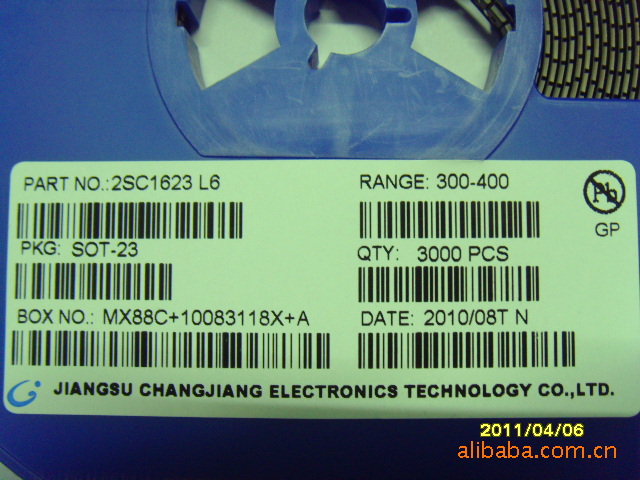 PART NO.:2SC1623 L6
RANGE: 300-400
Pb
GP
PKG: SOT-23
QTY: 3000 PCS
BOX NO.: MX88C+10083118X+A
DATE: 2010/08T N
JIANGSU CHANGJIANG ELECTRONICS TECHNOLOGY CO.,LTD.
2011/04/06
alibaba.com.cn